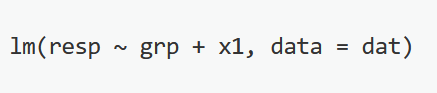 lm(resp ~ grp + x1, data = dat)